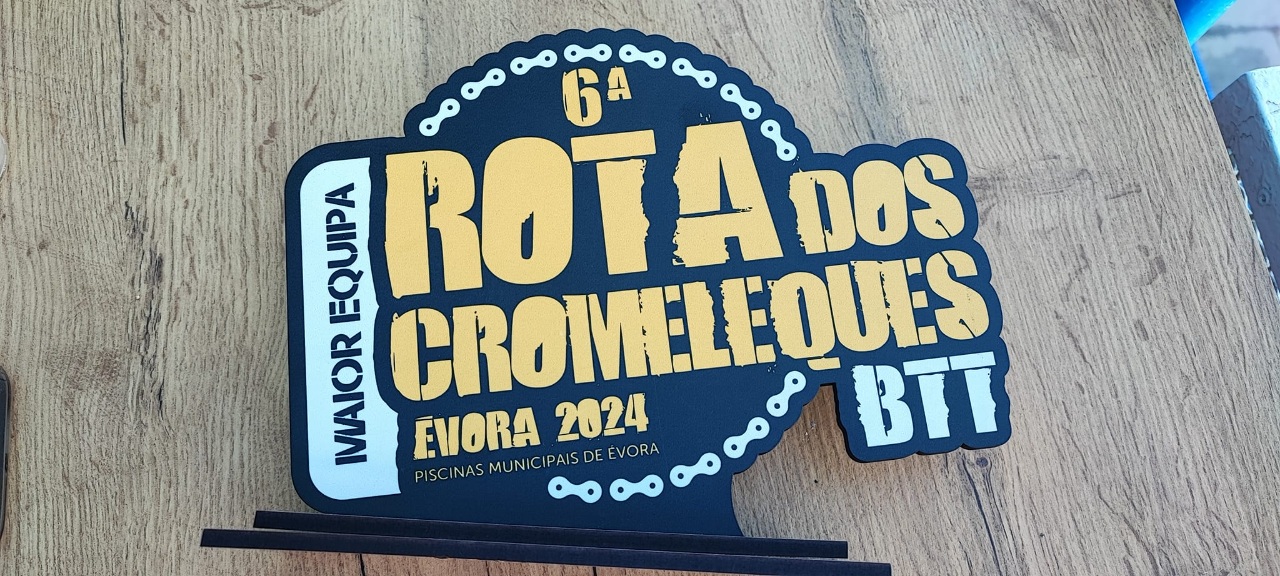 6ª
ROTA DOS
CROMELEQUES
BTT
ÉVORA 2024
PISCINAS MUNICIPAIS DE ÉVORA
MAIOR EQUIPA